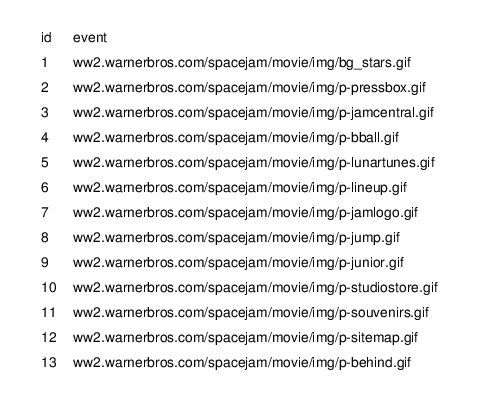 id event
1 ww2.warnerbros.com/spacejam/movie/img/bg_stars.gif
2 ww2.warnerbros.com/spacejam/movie/img/p-pressbox.gif
3 ww2.warnerbros.com/spacejam/movie/img/p-jamcentral.gif
4 ww2.warnerbros.com/spacejam/movie/img/p-bball.gif
5 ww2.warnerbros.com/spacejam/movie/img/p-lunartunes.gif
6 ww2.warnerbros.com/spacejam/movie/img/p-lineup.gif
7 ww2.warnerbros.com/spacejam/movie/img/p-jamlogo.gif
8 ww2.warnerbros.com/spacejam/movie/img/p-jump.gif
9 ww2.warnerbros.com/spacejam/movie/img/p-junior.gif
10 ww2.warnerbros.com/spacejam/movie/img/p-studiostore.gif
11 ww2.warnerbros.com/spacejam/movie/img/p-souvenirs.gif
12 ww2.warnerbros.com/spacejam/movie/img/p-sitemap.gif
13 ww2.warnerbros.com/spacejam/movie/img/p-behind.gif